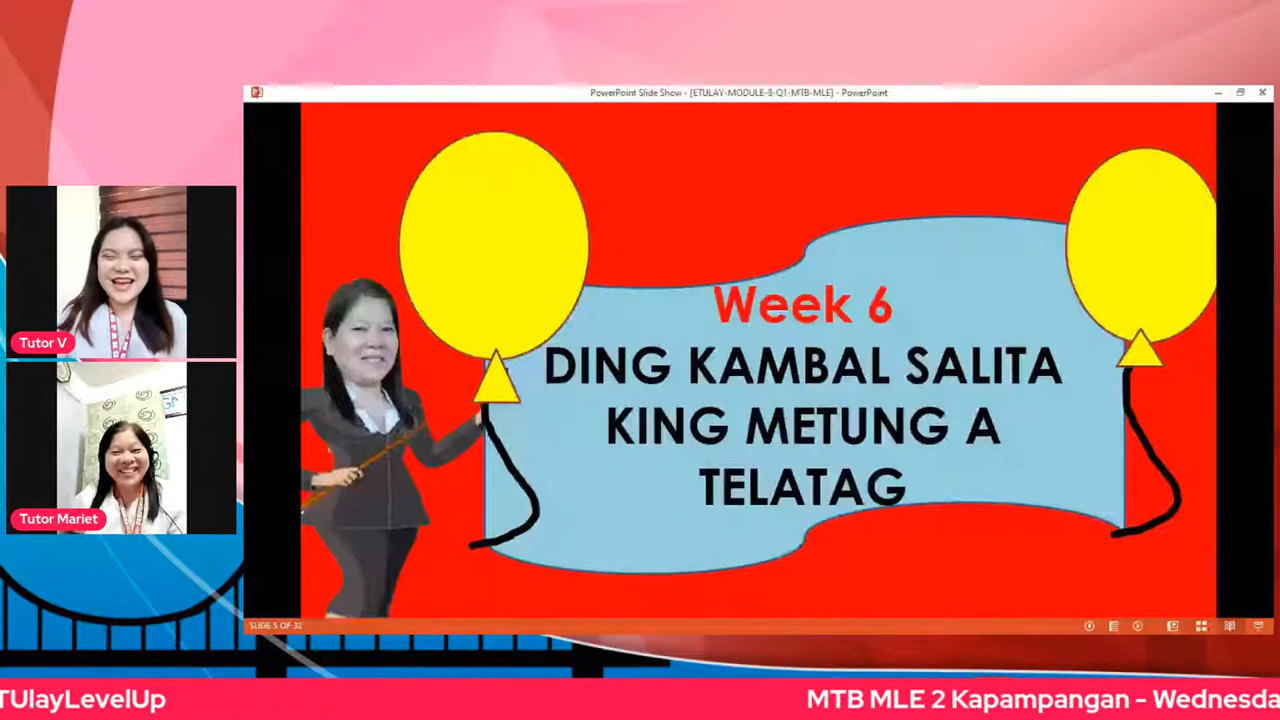 PowerPoint Slide Show - [ETULAY-MODULE-8-Q1-MTB-MLE] - PowerPoint
Week 6
DING KAMBAL SALITA
KING METUNG A
TELATAG
Tutor V
Tutor Mariet
SLIDE 5 OF 32
TUlayLevelUp
MTB MLE 2 Kapampangan - Wednesda